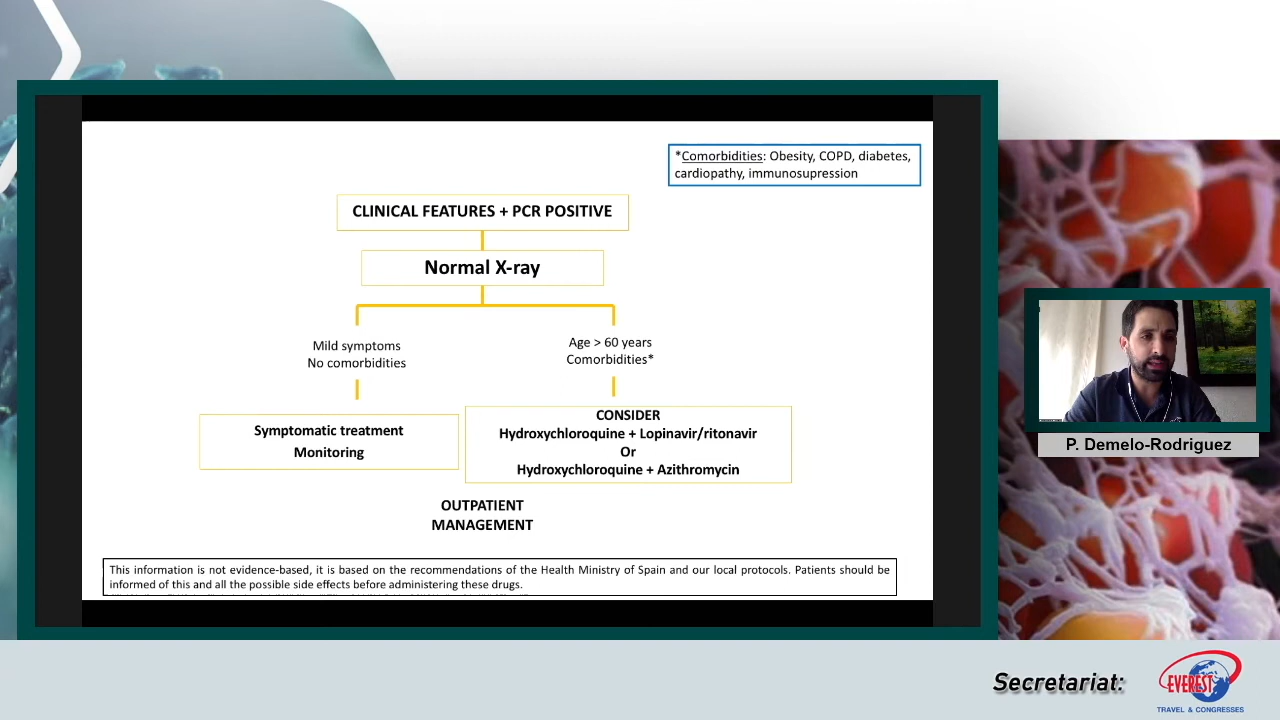 *Comorbidities: Obesity, COPD, diabetes,
cardiopathy, immunosupression
CLINICAL FEATURES + PCR POSITIVE
Normal X-ray
Mild symptoms
No comorbidities
Age > 60 years
Comorbidities*
Symptomatic treatment
Monitoring
CONSIDER
Hydroxychloroquine + Lopinavir/ritonavir
Or
Hydroxychloroquine + Azithromycin
OUTPATIENT
MANAGEMENT
This information is not evidence-based, it is based on the recommendations of the Health Ministry of Spain and our local protocols. Patients should be
informed of this and all the possible side effects before administering these drugs.
P. Demelo-Rodriguez
Secretariat:
EVEREST
TRAVEL & CONGRESSES